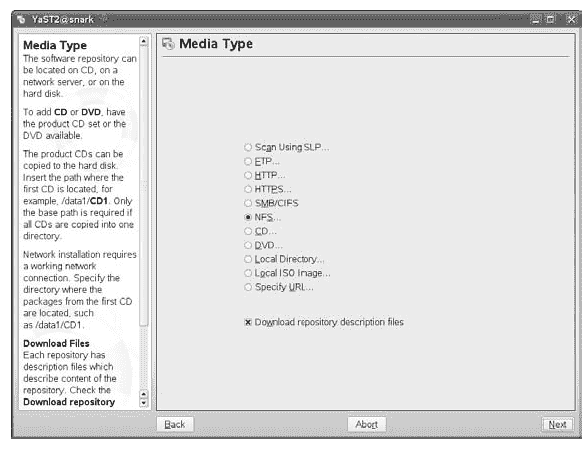 YaST2@snark
Media Type
The software repository can
be located on CD, on a
network server, or on the
hard disk.
To add CD or DVD, have
the product CD set or the
DVD available.
The product CDs can be
copied to the hard disk.
Insert the path where the
first CD is located, for
example, /data1/CD1. Only
the base path is required if
all CDs are copied into one
directory.
Network installation requires
a working network
connection. Specify the
directory where the
packages from the first CD
are located, such
as /data1/CD1.
Download Files
Each repository has
description files which
describe content of the
repository. Check the
Download repository
Media Type
Scan Using SLP...
FTP...
HTTP...
HTTPS...
SMB/CIFS
NFS...
CD...
DVD...
Local Directory...
Local ISO Image...
Specify URL...
Download repository description files
Back
Abort
Next